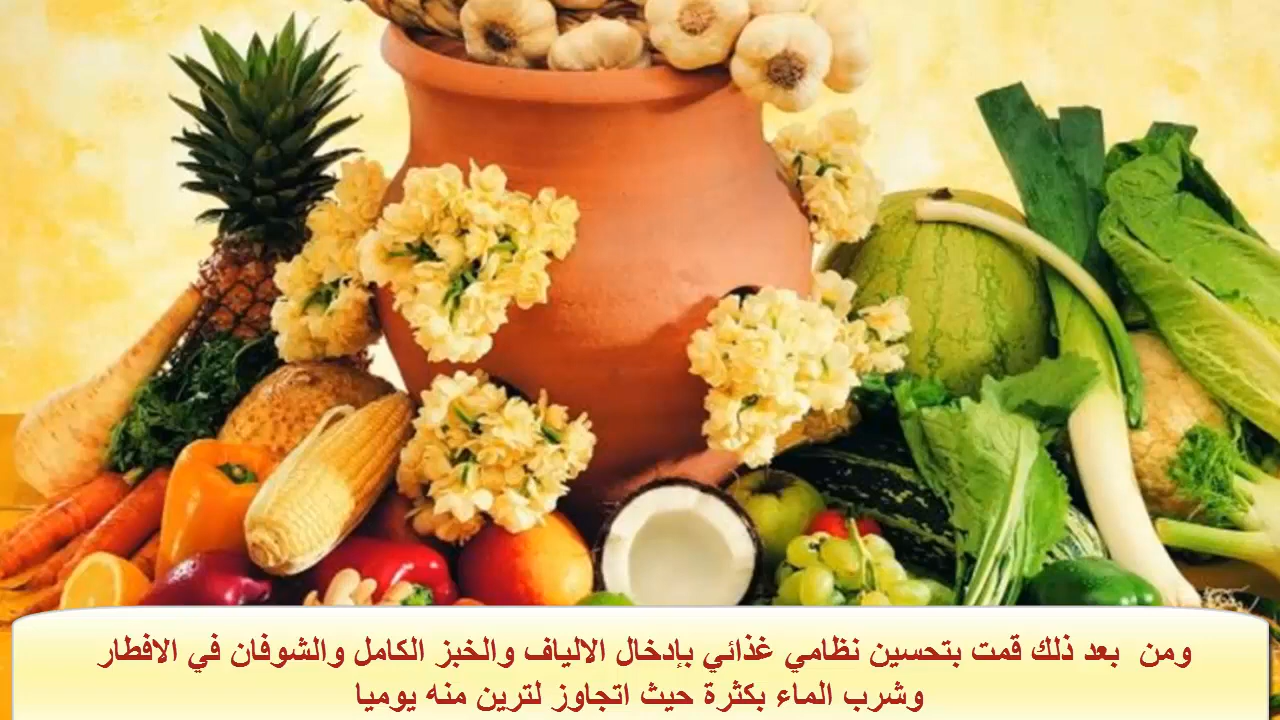 ومن  بعد ذلك قمت بتحسين نظامي غذائي بإدخال الالياف والخبز الكامل والشوفان في الافطار
وشرب الماء بكثرة حيث اتجاوز لترين منه يوميا